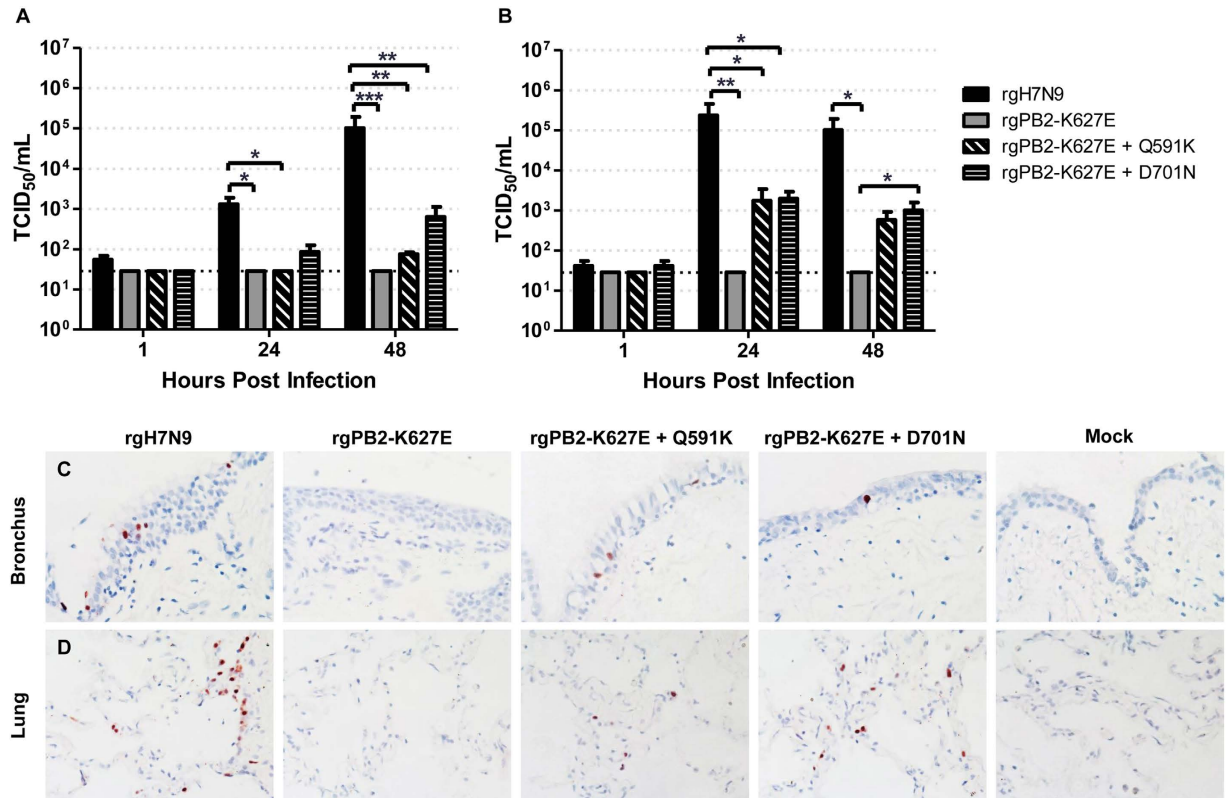 A
TCID50/mL
10^7
10^6
10^5
10^4
10^3
10^2
10^1
10^0
*
*
**
**
***
1
24
48
Hours Post Infection
B
TCID50/mL
10^7
10^6
10^5
10^4
10^3
10^2
10^1
10^0
*
*
**
*
*
1
24
48
Hours Post Infection
rgH7N9
rgPB2-K627E
rgPB2-K627E + Q591K
rgPB2-K627E + D701N
rgH7N9
rgPB2-K627E
rgPB2-K627E + Q591K
rgPB2-K627E + D701N
Mock
Bronchus
C
Lung
D